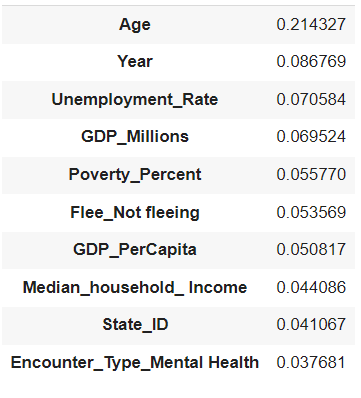 Age 0.214327
Year 0.086769
Unemployment_Rate 0.070584
GDP_Millions 0.069524
Poverty_Percent 0.055770
Flee_Not fleeing 0.053569
GDP_PerCapita 0.050817
Median_household_ Income 0.044086
State_ID 0.041067
Encounter_Type_Mental Health 0.037681